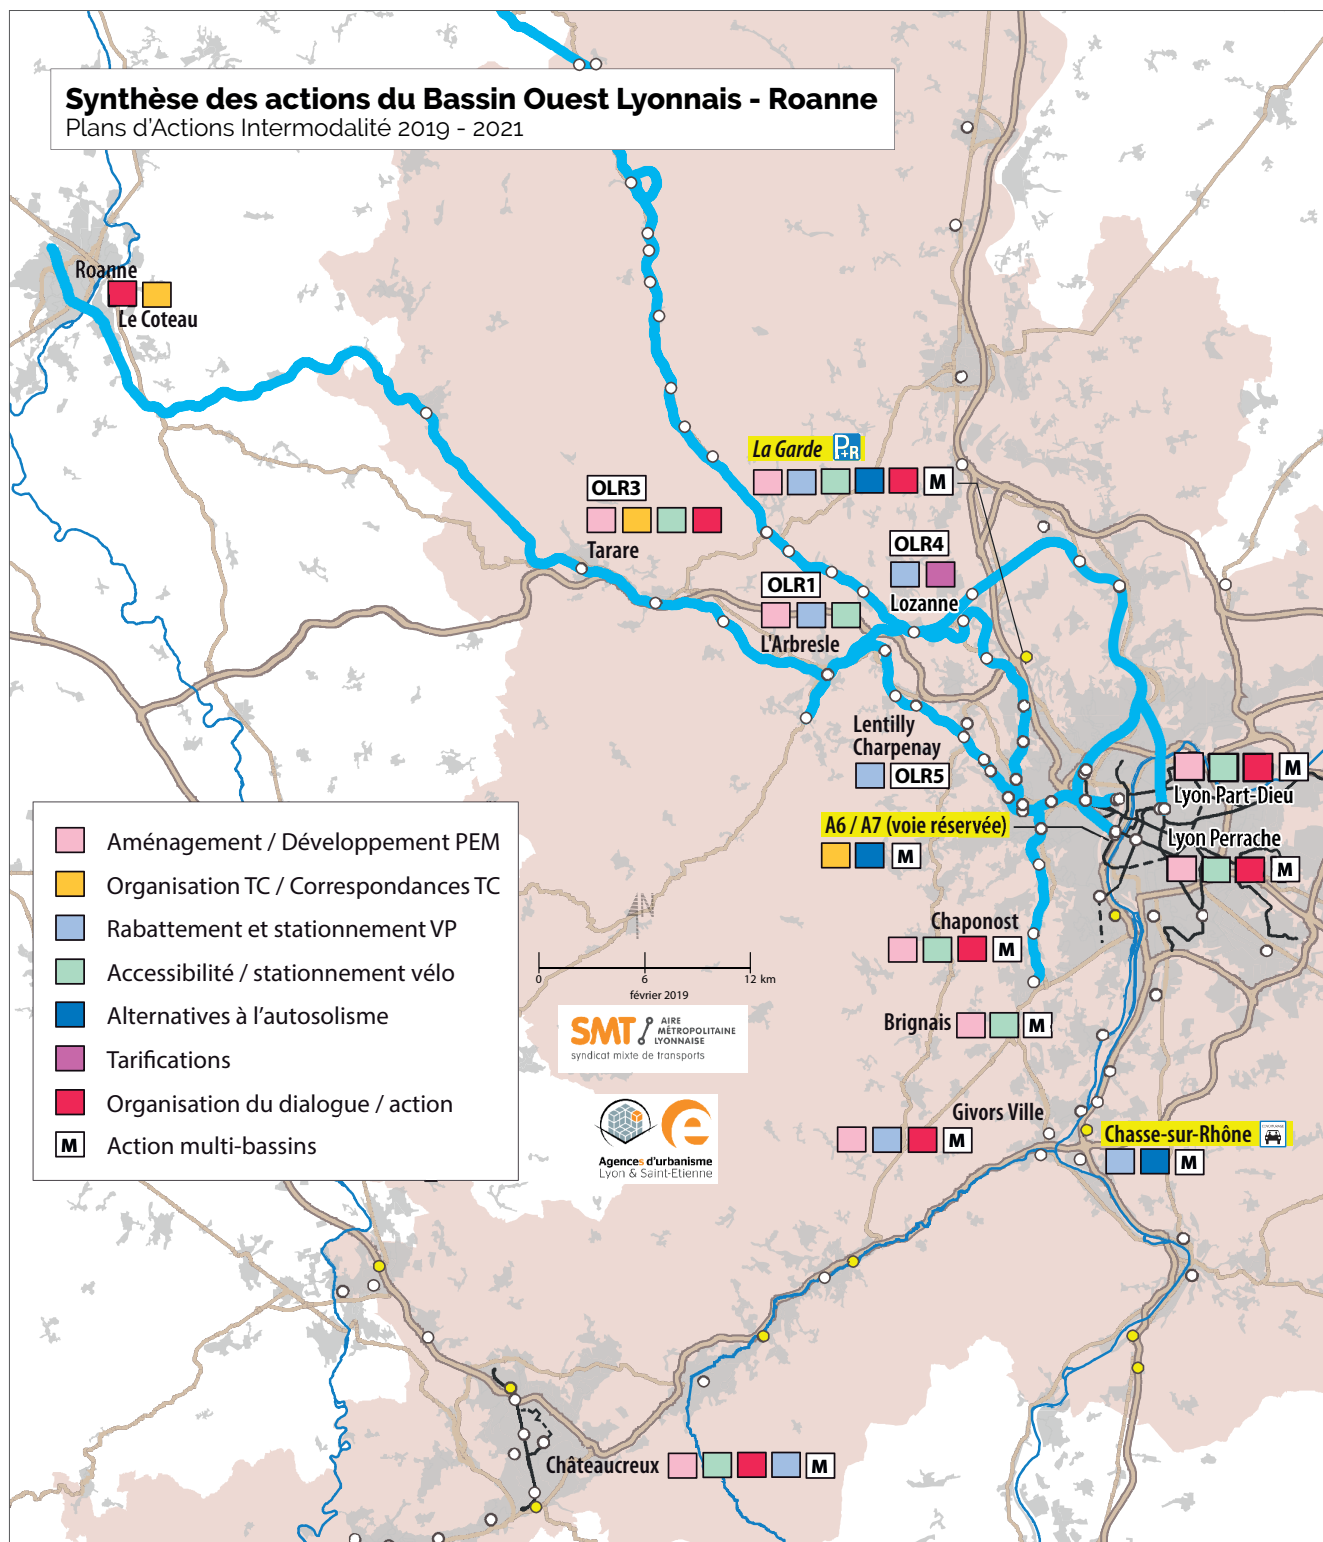 Synthèse des actions du Bassin Ouest Lyonnais - Roanne
Plans d'Actions Intermodalité 2019 - 2021
Roanne
Le Coteau
La Garde P+R
M
OLR3
Tarare
OLR4
Lozanne
OLR1
L'Arbresle
Lentilly
Charpenay
OLR5
M
Lyon Part-Dieu
A6 / A7 (voie réservée)
M
Lyon Perrache
M
Aménagement / Développement PEM
Organisation TC / Correspondances TC
Rabattement et stationnement VP
Accessibilité / stationnement vélo
Alternatives à l'autosolisme
Tarifications
Organisation du dialogue / action
M Action multi-bassins
N
0 6 12 km
février 2019
SMT AIRE
MÉTROPOLITAINE
LYONNAISE
syndicat mixte de transports
e
Agences d'urbanisme
Lyon & Saint-Etienne
Chaponost
M
Brignais M
Givors Ville
M
Chasse-sur-Rhône
M
Châteaucreux M